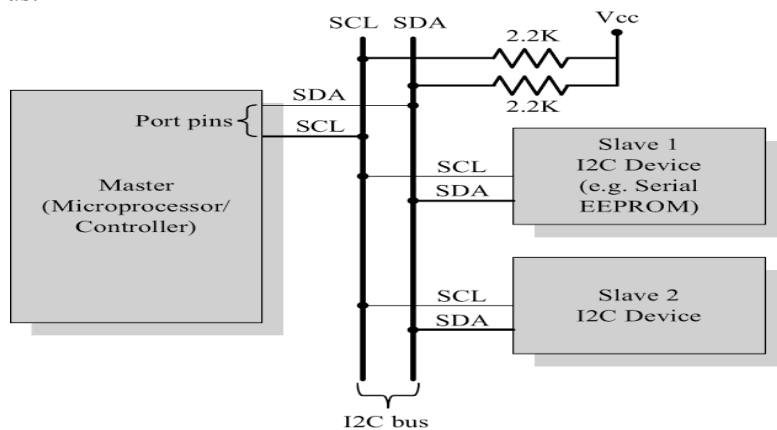 SCL SDA
Vcc
2.2K
2.2K
SDA
Port pins
SCL
Master
(Microprocessor/
Controller)
SCL
SDA
Slave 1
I2C Device
(e.g. Serial
EEPROM)
SCL
SDA
Slave 2
I2C Device
I2C bus